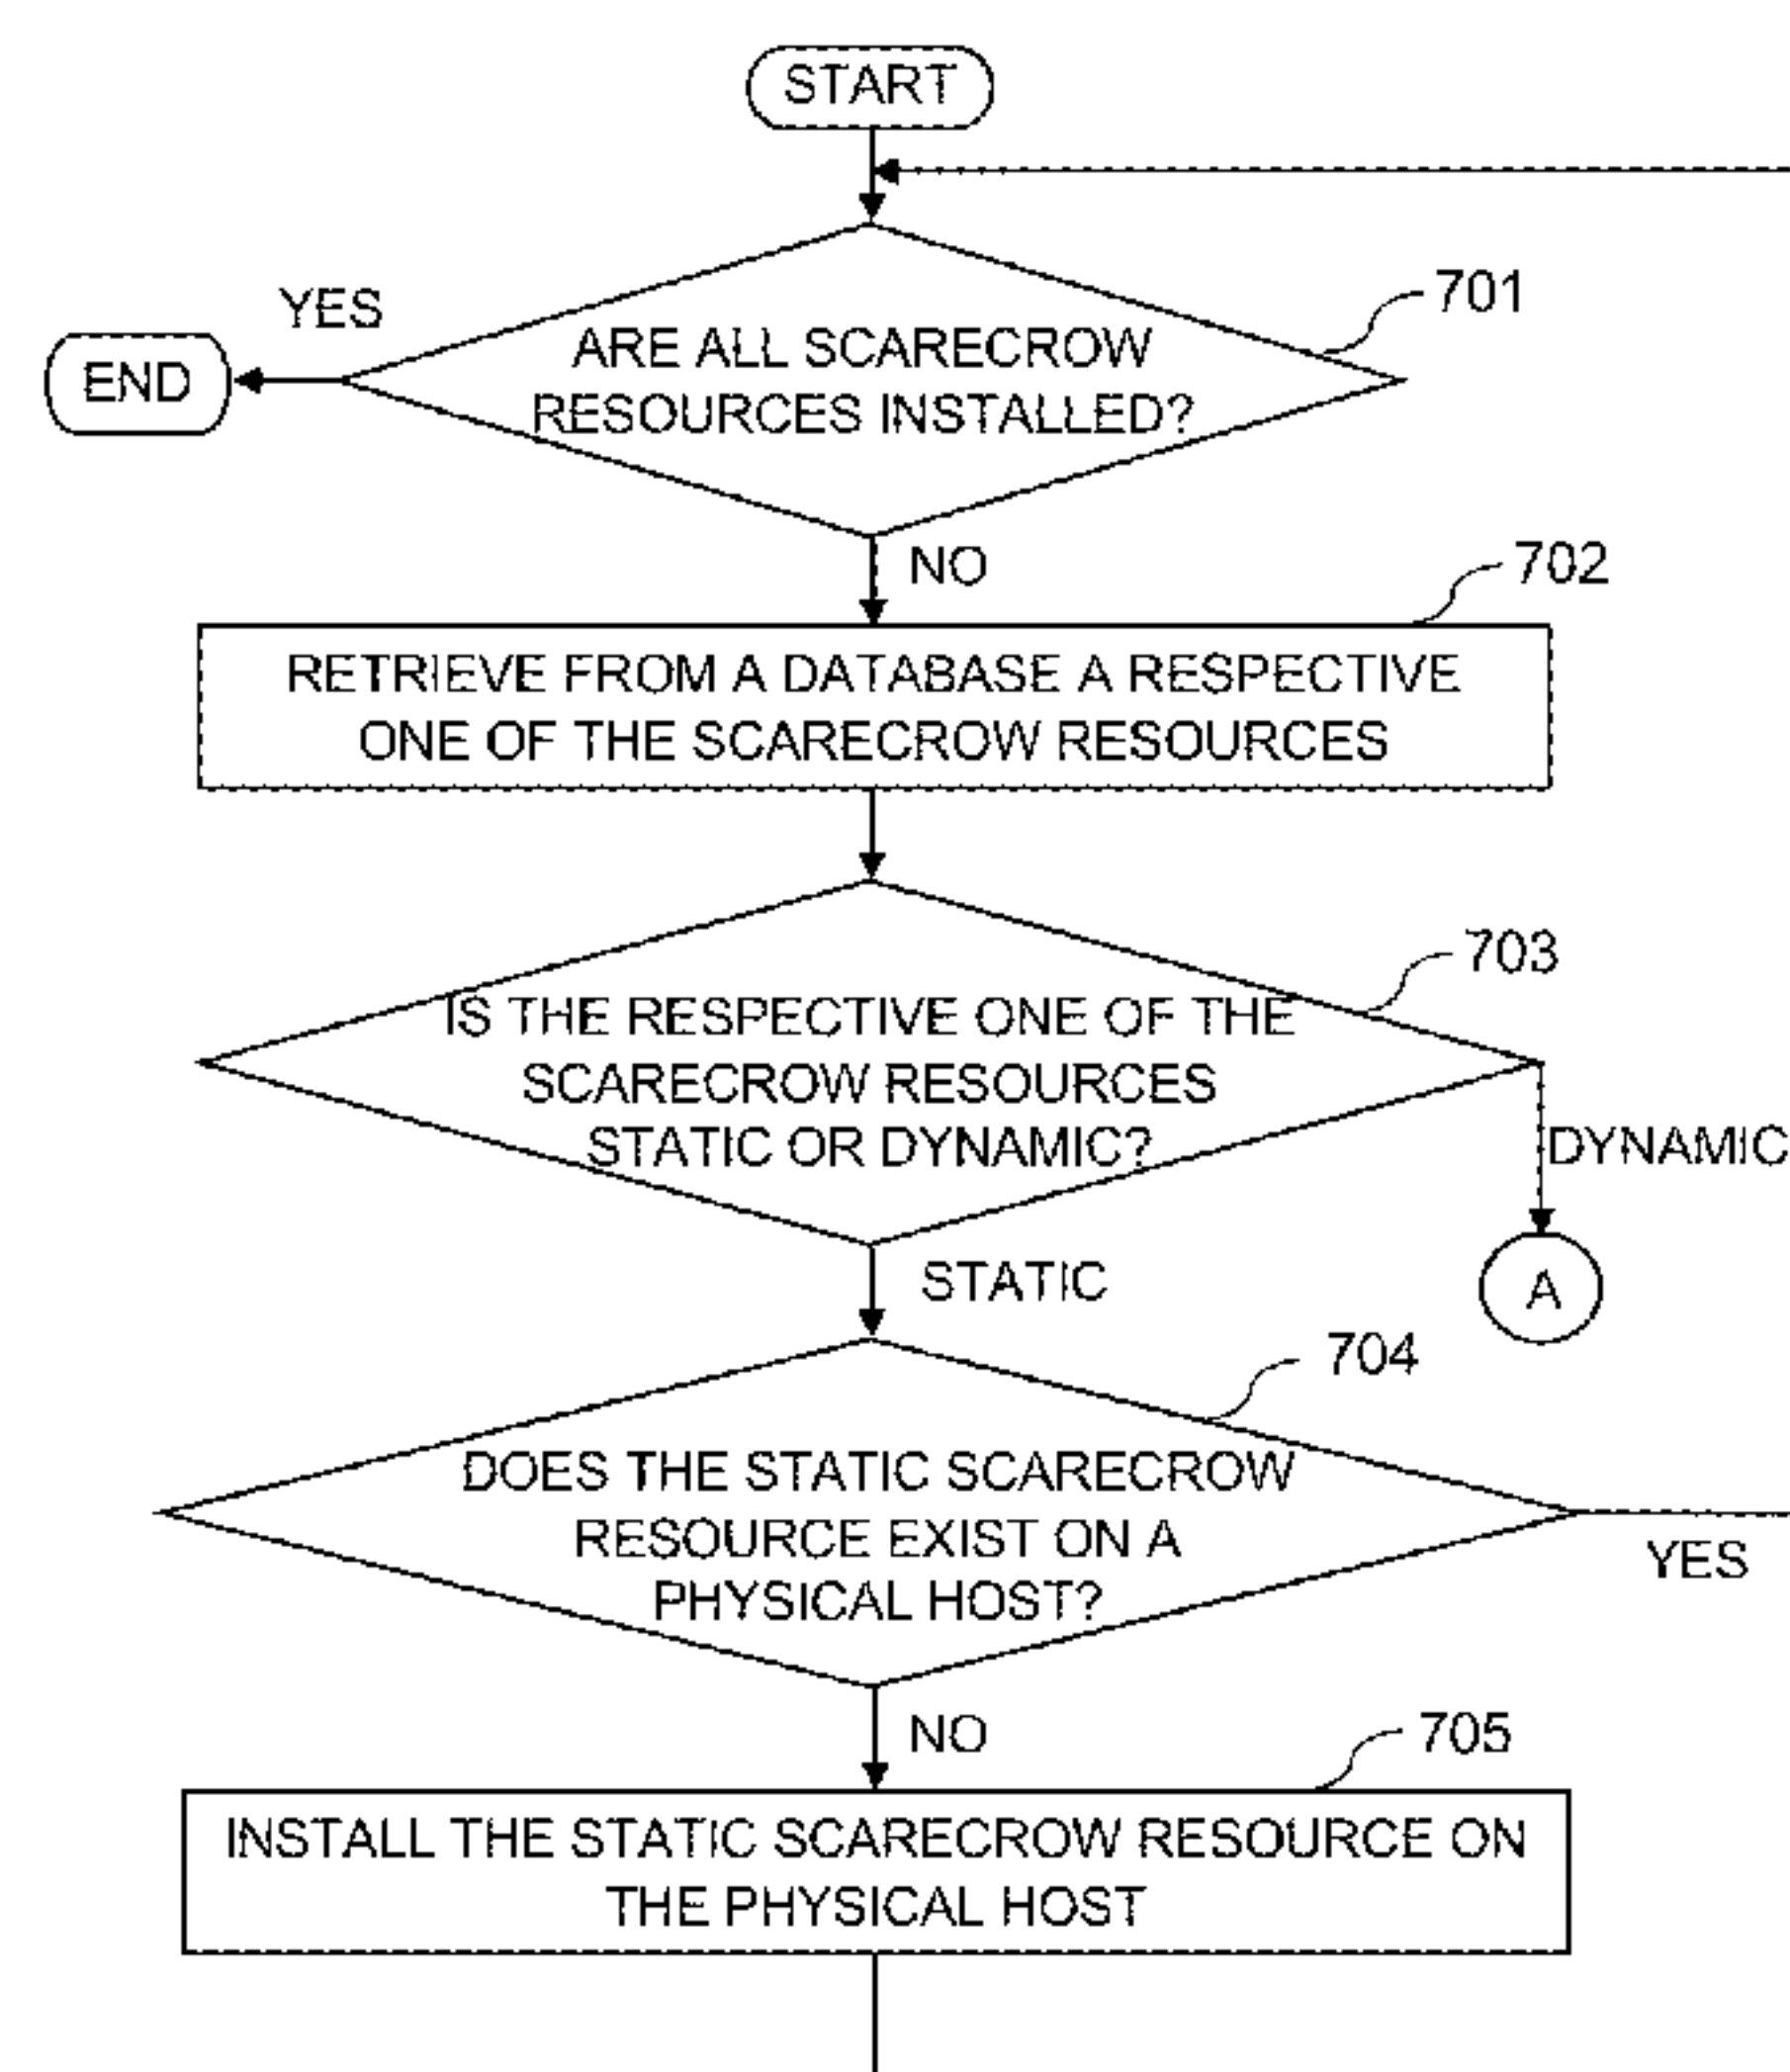 START
701
YES
ARE ALL SCARECROW
RESOURCES INSTALLED?
END
NO
702
RETRIEVE FROM A DATABASE A RESPECTIVE
ONE OF THE SCARECROW RESOURCES
703
IS THE RESPECTIVE ONE OF THE
SCARECROW RESOURCES
STATIC OR DYNAMIC?
DYNAMIC
STATIC
A
704
DOES THE STATIC SCARECROW
RESOURCE EXIST ON A
PHYSICAL HOST?
YES
NO
705
INSTALL THE STATIC SCARECROW RESOURCE ON
THE PHYSICAL HOST